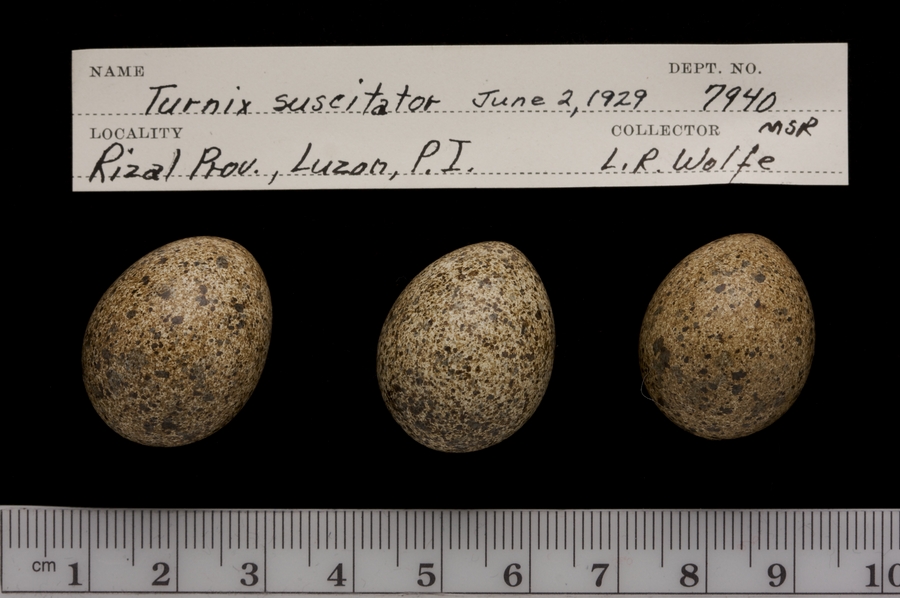 NAME DEPT. NO.
Turnix suscitator June 2, 1929 7940
LOCALITY COLLECTOR MSR
Rizal Prov., Luzon, P.I. L.R. Wolfe
cm 1 2 3 4 5 6 7 8 9 10